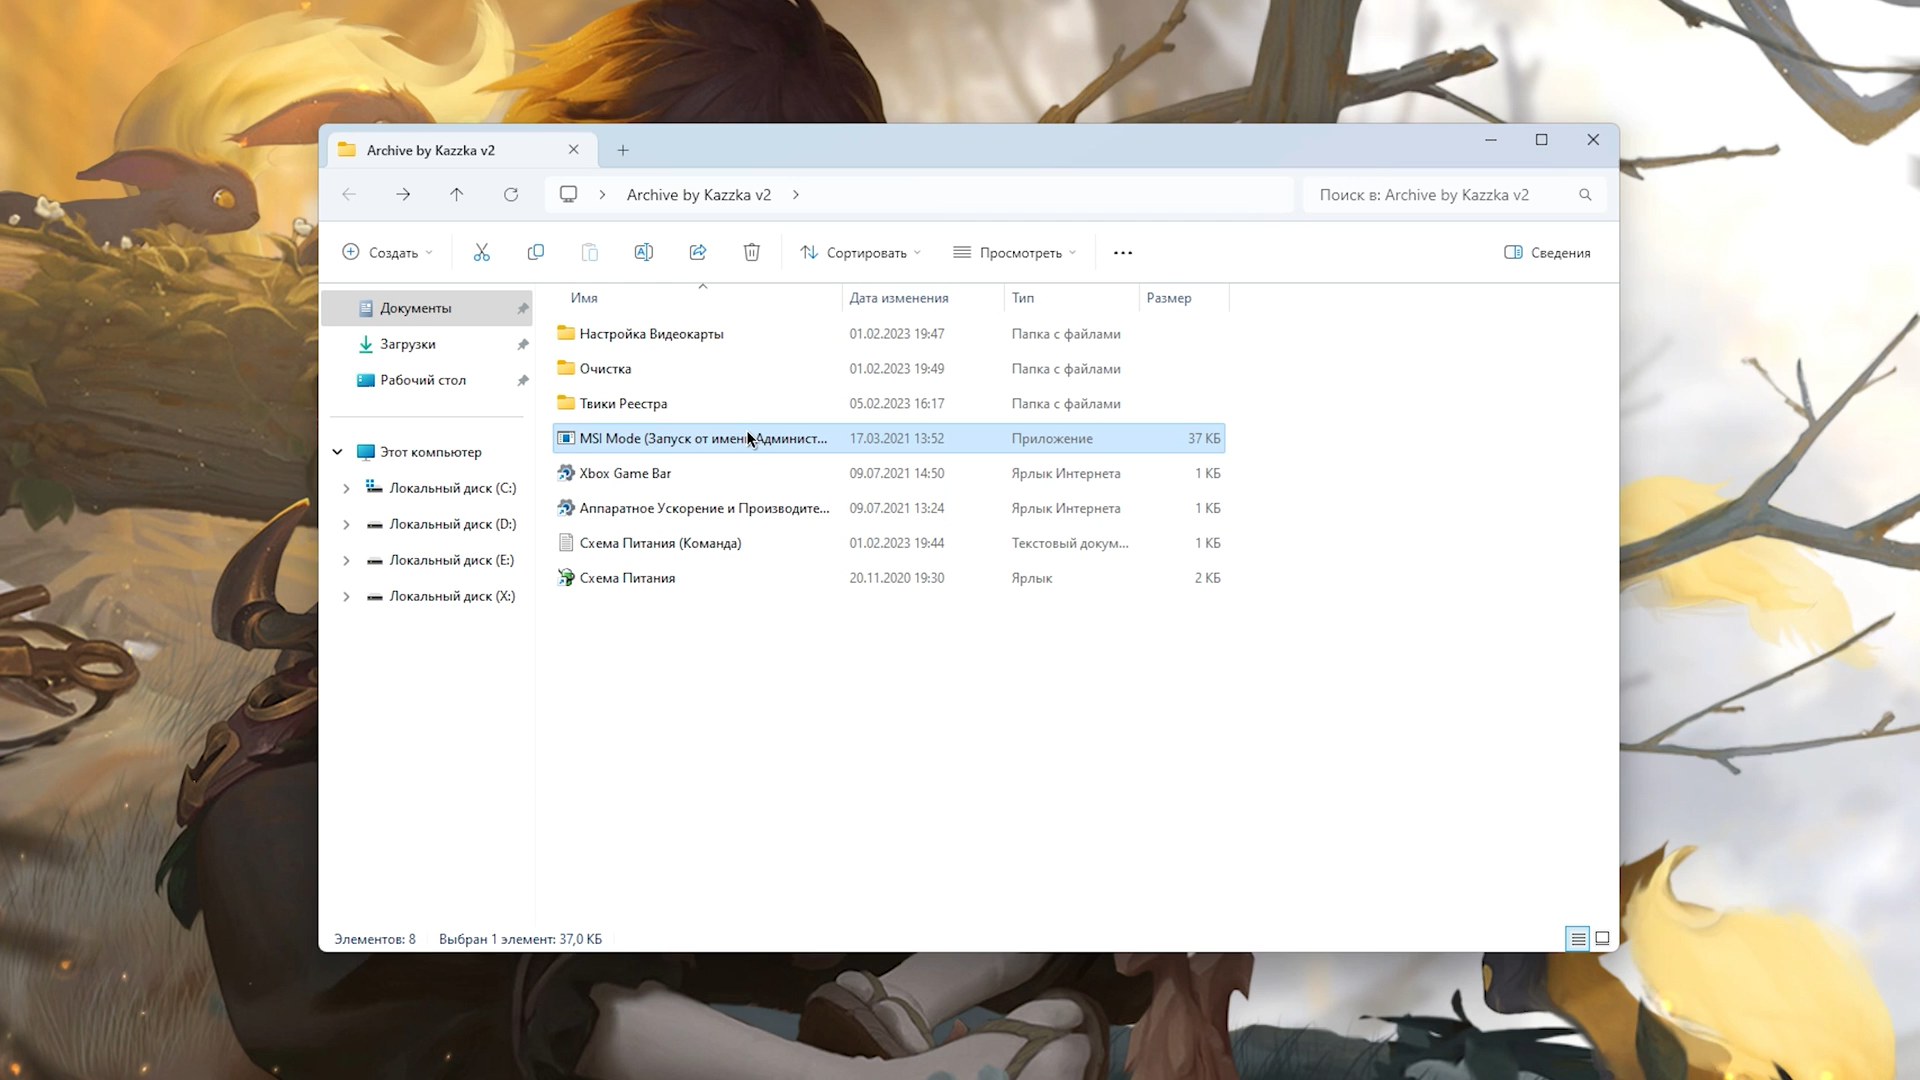 Archive by Kazzka v2
Archive by Kazzka v2
Поиск в: Archive by Kazzka v2
Создать
Сортировать
Просмотреть
Сведения
Документы
Загрузки
Рабочий стол
Этот компьютер
Локальный диск (C:)
Локальный диск (D:)
Локальный диск (E:)
Локальный диск (X:)
Имя Дата изменения Тип Размер
Настройка Видеокарты 01.02.2023 19:47 Папка с файлами
Очистка 01.02.2023 19:49 Папка с файлами
Твики Реестра 05.02.2023 16:17 Папка с файлами
MSI Mode (Запуск от имени Админист... 17.03.2021 13:52 Приложение 37 КБ
Xbox Game Bar 09.07.2021 14:50 Ярлык Интернета 1 КБ
Аппаратное Ускорение и Производите... 09.07.2021 13:24 Ярлык Интернета 1 КБ
Схема Питания (Команда) 01.02.2023 19:44 Текстовый докум... 1 КБ
Схема Питания 20.11.2020 19:30 Ярлык 2 КБ
Элементов: 8 Выбран 1 элемент: 37,0 КБ